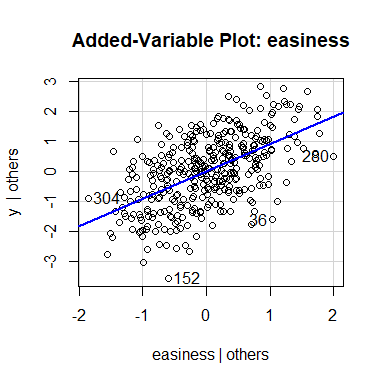 Added-Variable Plot: easiness
3
2
1
0
-1
-2
-3
y | others
280
304
36
152
-2 -1 0 1 2
easiness | others